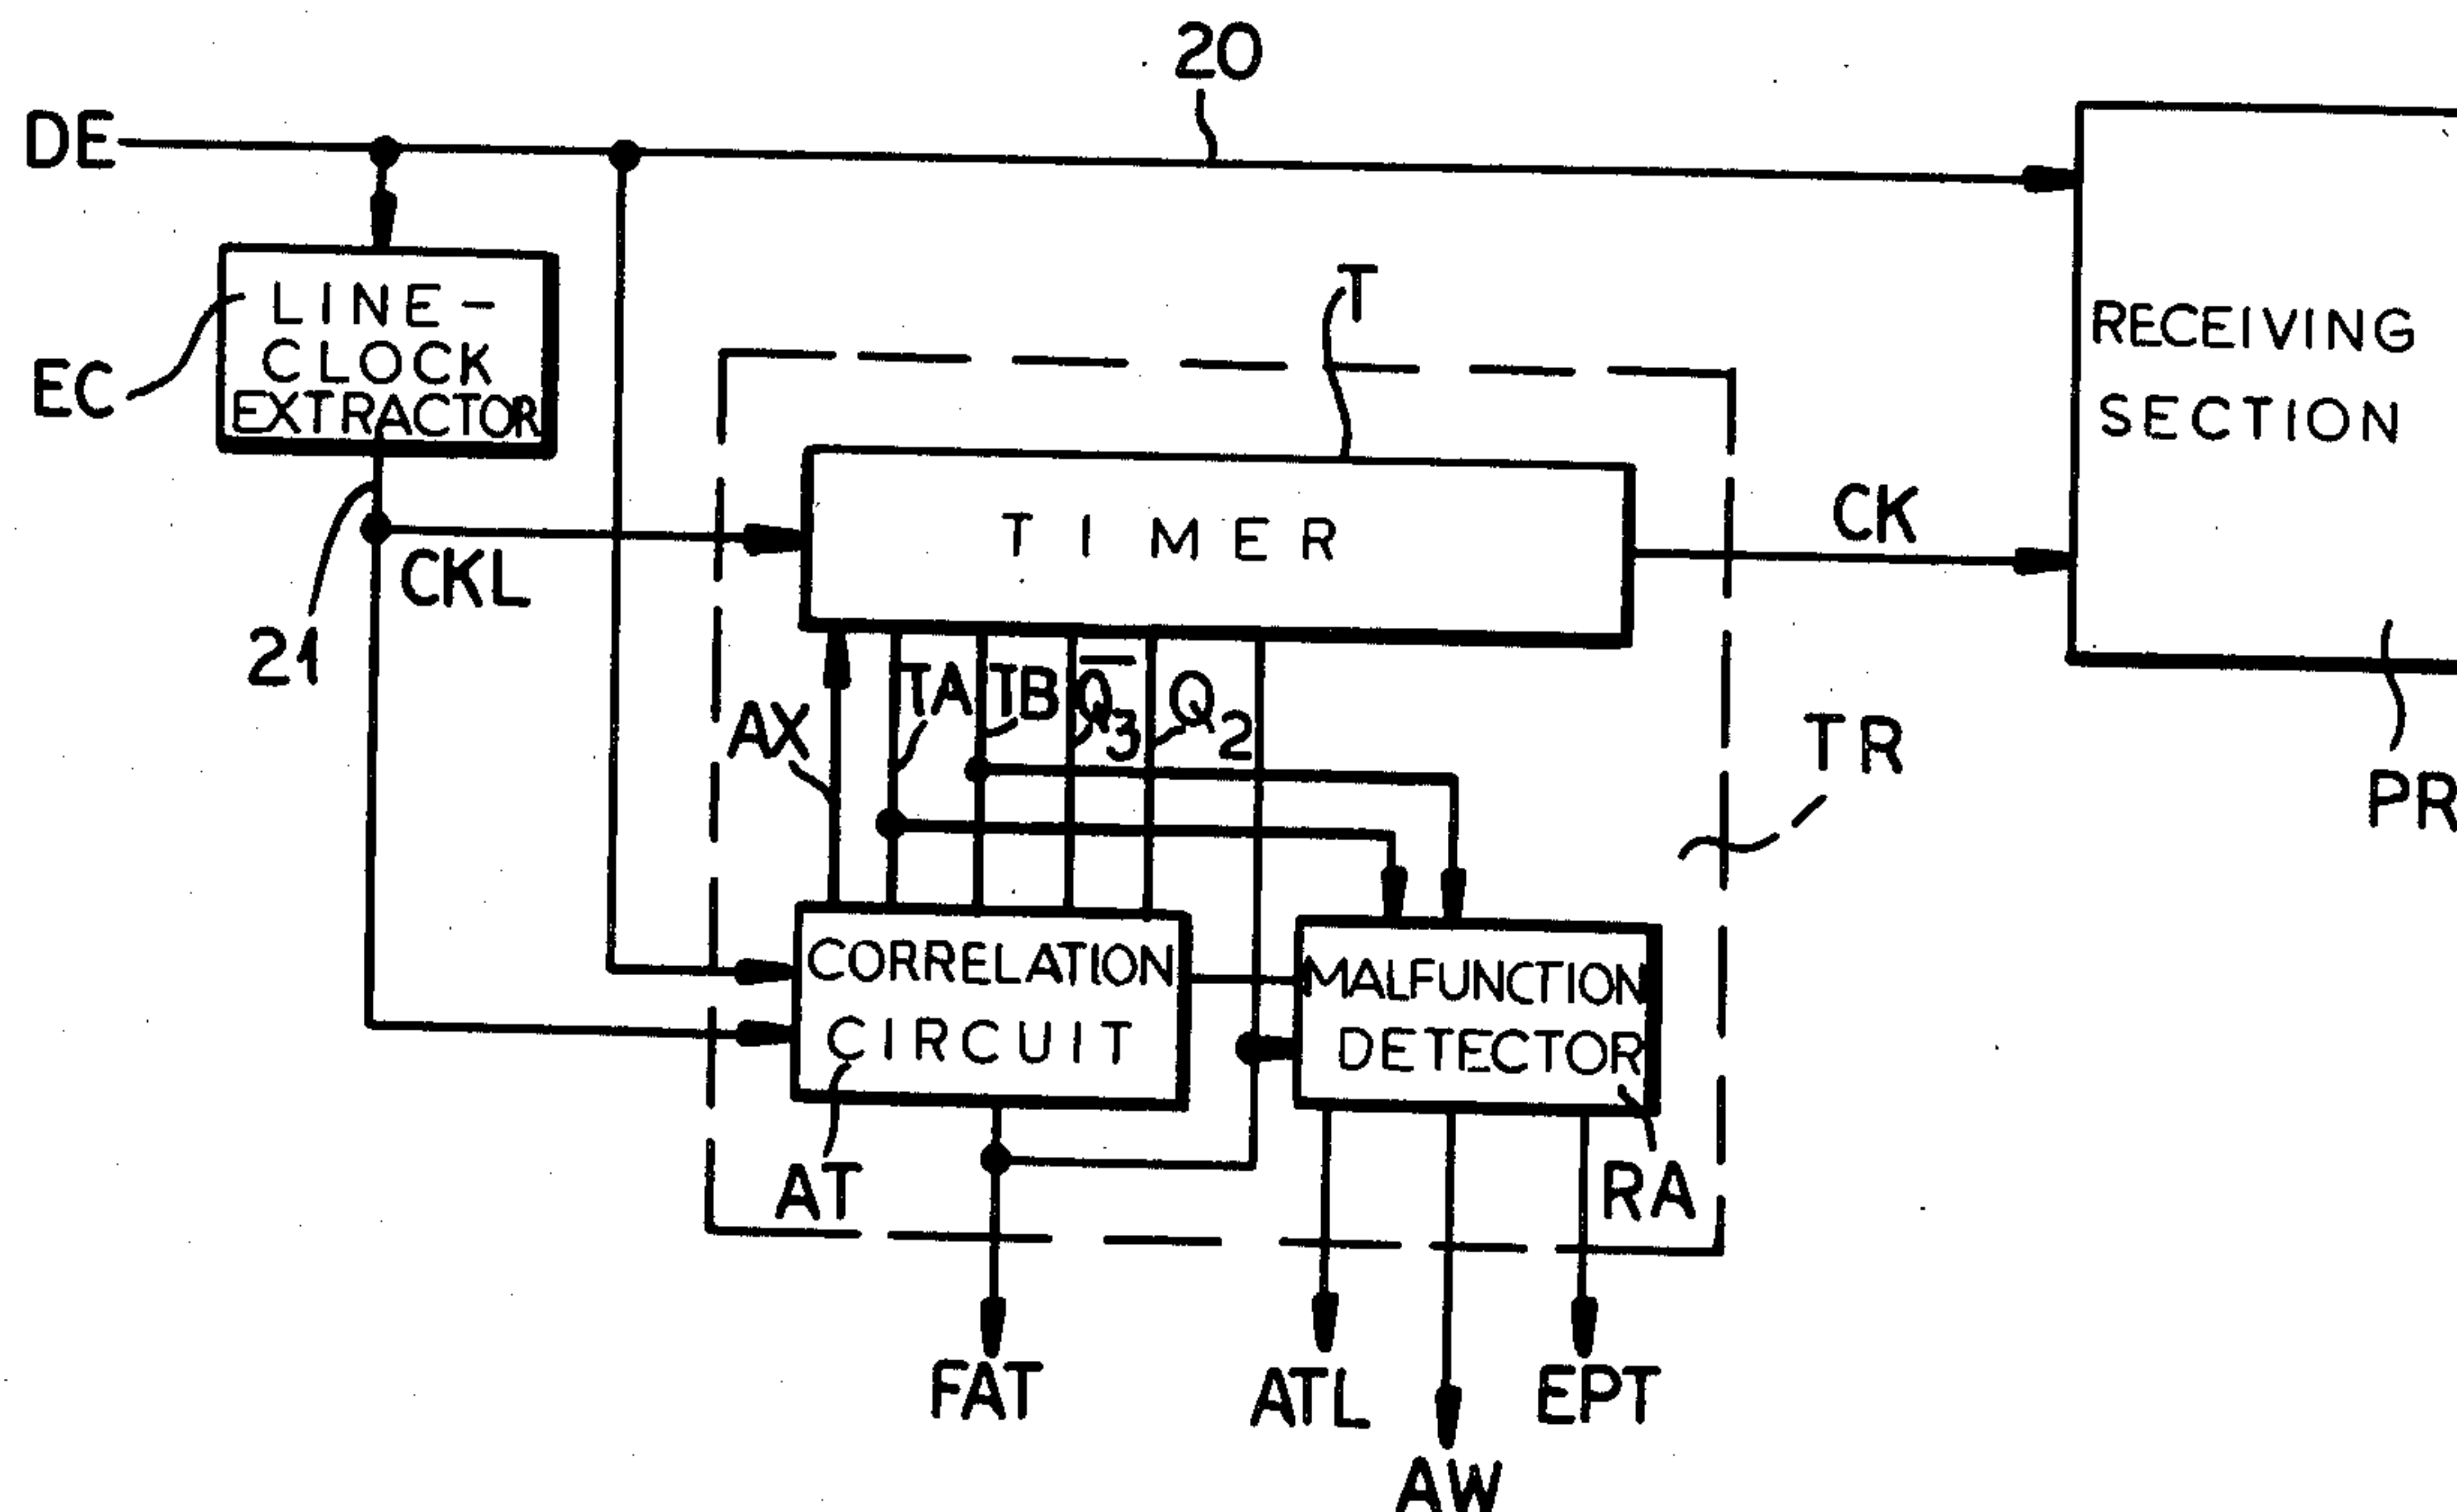 20
DE
LINE-
CLOCK
EXTRACTOR
EC
T
RECEIVING
SECTION
TIMER
CK
CKL
21
TA TB Q̅3 Q2
AX
TR
PR
CORRELATION
CIRCUIT
MALFUNCTION
DETECTOR
AT
RA
FAT
ATL
EPT
AW